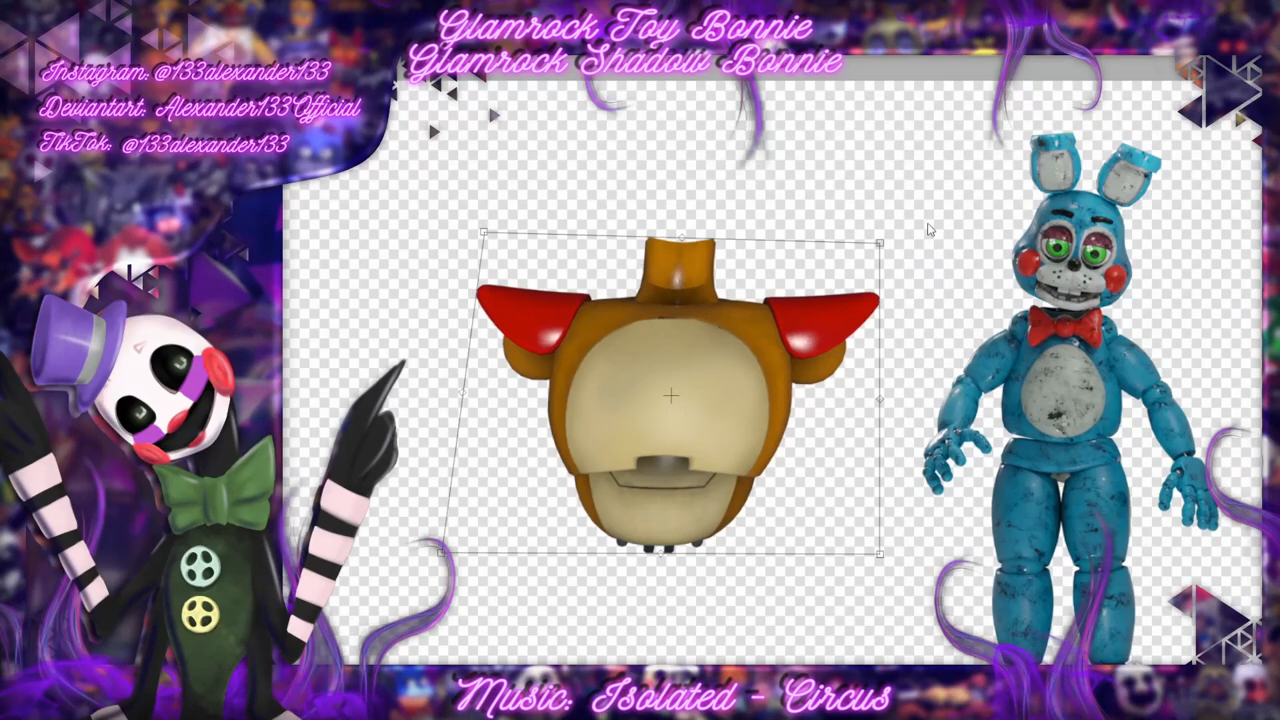 Glamrock Toy Bonnie
Glamrock Shadow Bonnie
Instagram: @133alexander133
Deviantart: Alexander133Official
TikTok: @133alexander133
Music: Isolated - Circus